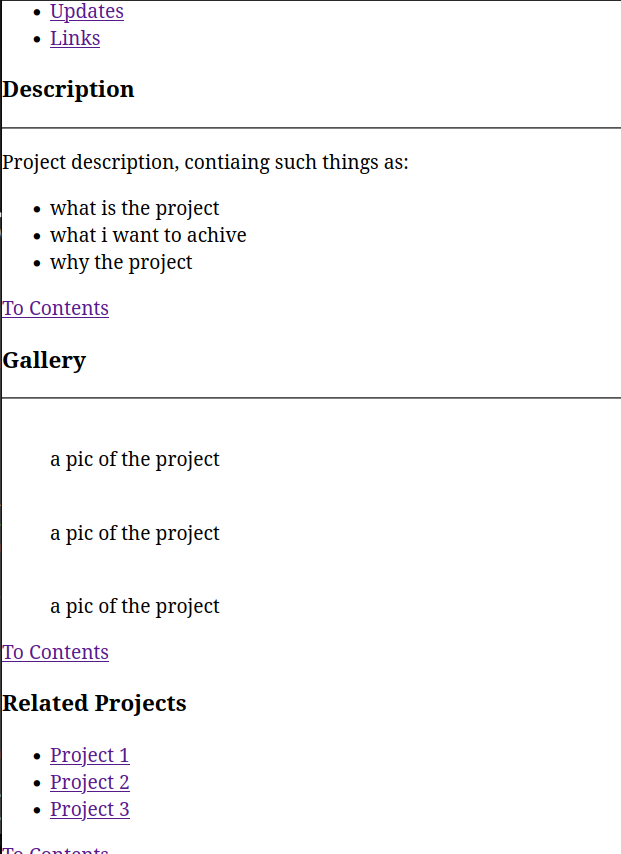 Updates
Links
Description
Project description, contiaing such things as:
what is the project
what i want to achive
why the project
To Contents
Gallery
a pic of the project
a pic of the project
a pic of the project
To Contents
Related Projects
Project 1
Project 2
Project 3
To Contents